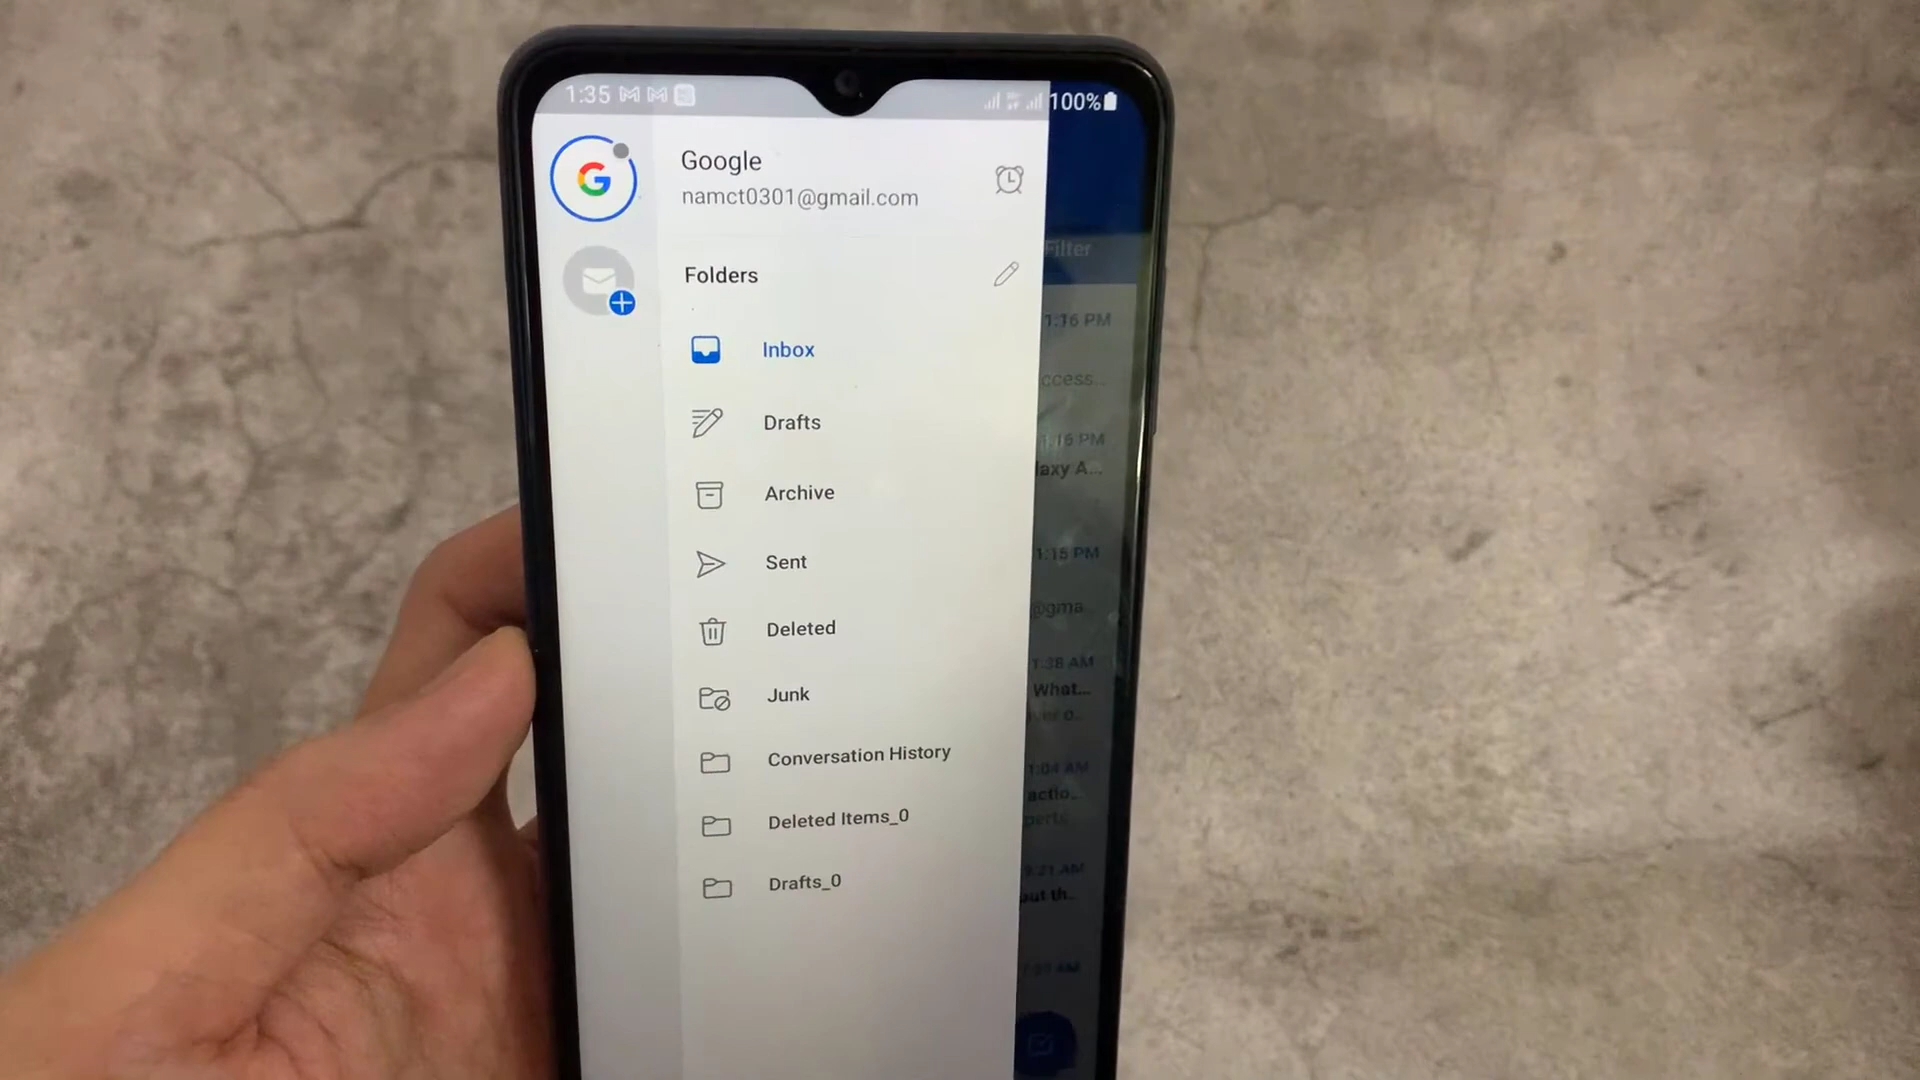 1:35
100%
Google
namct0301@gmail.com
Folders
Filter
Inbox
1:16 PM
ccess...
Drafts
1:16 PM
laxy A...
Archive
Sent
1:15 PM
@gma
Deleted
1:38 AM
Junk
What...
Conversation History
1:04 AM
actio...
Deleted Items_0
perts
Drafts_0
9:21 AM
out th...